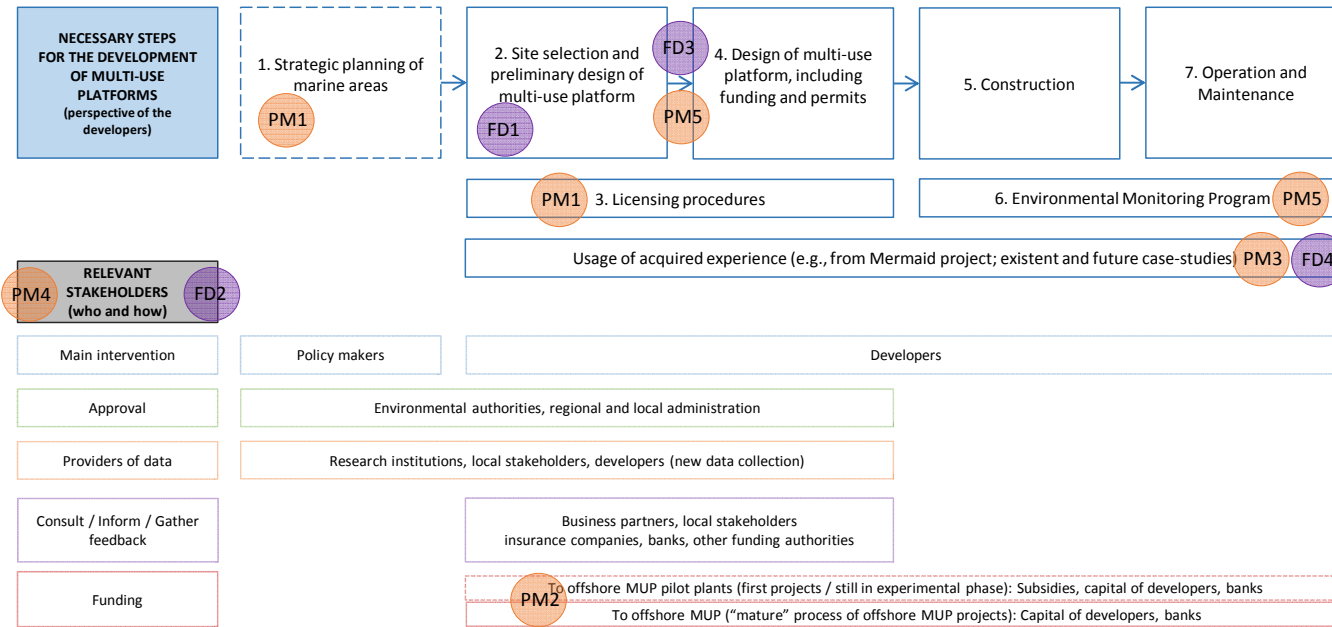 NECESSARY STEPS
FOR THE DEVELOPMENT
OF MULTI-USE
PLATFORMS
(perspective of the
developers)
1. Strategic planning of
marine areas
PM1
2. Site selection and
preliminary design of
multi-use platform
FD1
FD3
PM5
4. Design of multi-use
platform, including
funding and permits
5. Construction
7. Operation and
Maintenance
PM1
3. Licensing procedures
6. Environmental Monitoring Program
PM5
Usage of acquired experience (e.g., from Mermaid project; existent and future case-studies)
PM3
FD4
PM4
RELEVANT
STAKEHOLDERS
(who and how)
FD2
Main intervention
Policy makers
Developers
Approval
Environmental authorities, regional and local administration
Providers of data
Research institutions, local stakeholders, developers (new data collection)
Consult / Inform / Gather
feedback
Business partners, local stakeholders
insurance companies, banks, other funding authorities
Funding
PM2
To offshore MUP pilot plants (first projects / still in experimental phase): Subsidies, capital of developers, banks
To offshore MUP (“mature” process of offshore MUP projects): Capital of developers, banks